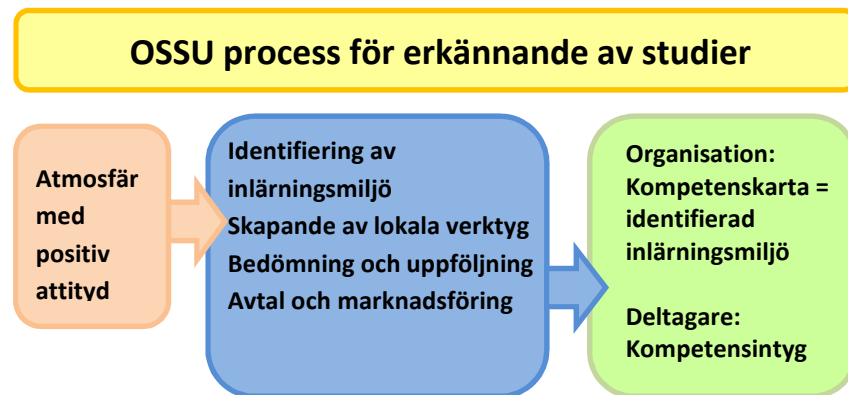 OSSU process för erkännande av studier
Atmosfär
med
positiv
attityd
Identifiering av
inlärningsmiljö
Skapande av lokala verktyg
Bedömning och uppföljning
Avtal och marknadsföring
Organisation:
Kompetenskarta =
identifierad
inlärningsmiljö
Deltagare:
Kompetensintyg